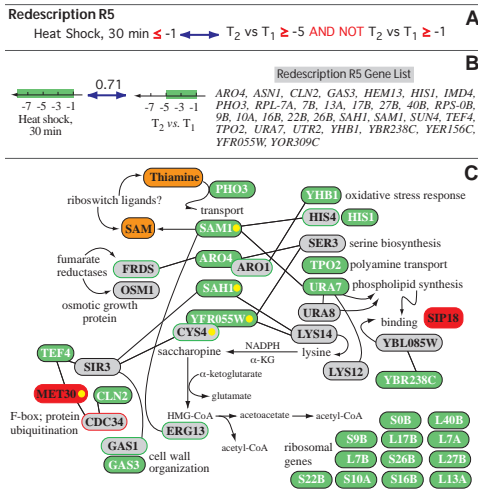 Redescription R5
A
Heat Shock, 30 min ≤ -1 T₂ vs T₁ ≥ -5 AND NOT T₂ vs T₁ ≥ -1
B
Redescription R5 Gene List
0.71
-7 -5 -3 -1
Heat shock,
30 min
-7 -5 -3 -1
T₂ vs. T₁
ARO4, ASN1, CLN2, GAS3, HEM13, HIS1, IMD4,
PHO3, RPL-7A, 7B, 13A, 17B, 27B, 40B, RPS-0B,
9B, 10A, 16B, 22B, 26B, SAH1, SAM1, SUN4, TEF4,
TPO2, URA7, UTR2, YHB1, YBR238C, YER156C,
YFR055W, YOR309C
C
Thiamine
PHO3
riboswitch ligands?
transport
YHB1 oxidative stress response
SAM
SAM1
HIS4 HIS1
SER3 serine biosynthesis
fumarate
reductases
FRDS
ARO4
ARO1
TPO2 polyamine transport
OSM1
SAH1
URA7 phospholipid synthesis
osmotic growth
protein
URA8
binding
SIP18
YFR055W
CYS4
LYS14
YBL085W
TEF4
SIR3
saccharopine
NADPH
α-KG
lysine
LYS12
YBR238C
MET30
CLN2
α-ketoglutarate
glutamate
F-box; protein
ubiquitination
CDC34
HMG-CoA acetoacetate acetyl-CoA
ERG13
acetyl-CoA
GAS1
GAS3
cell wall
organization
ribosomal
genes
S0B L40B
S9B L17B L7A
L7B S26B L27B
S22B S10A S16B L13A